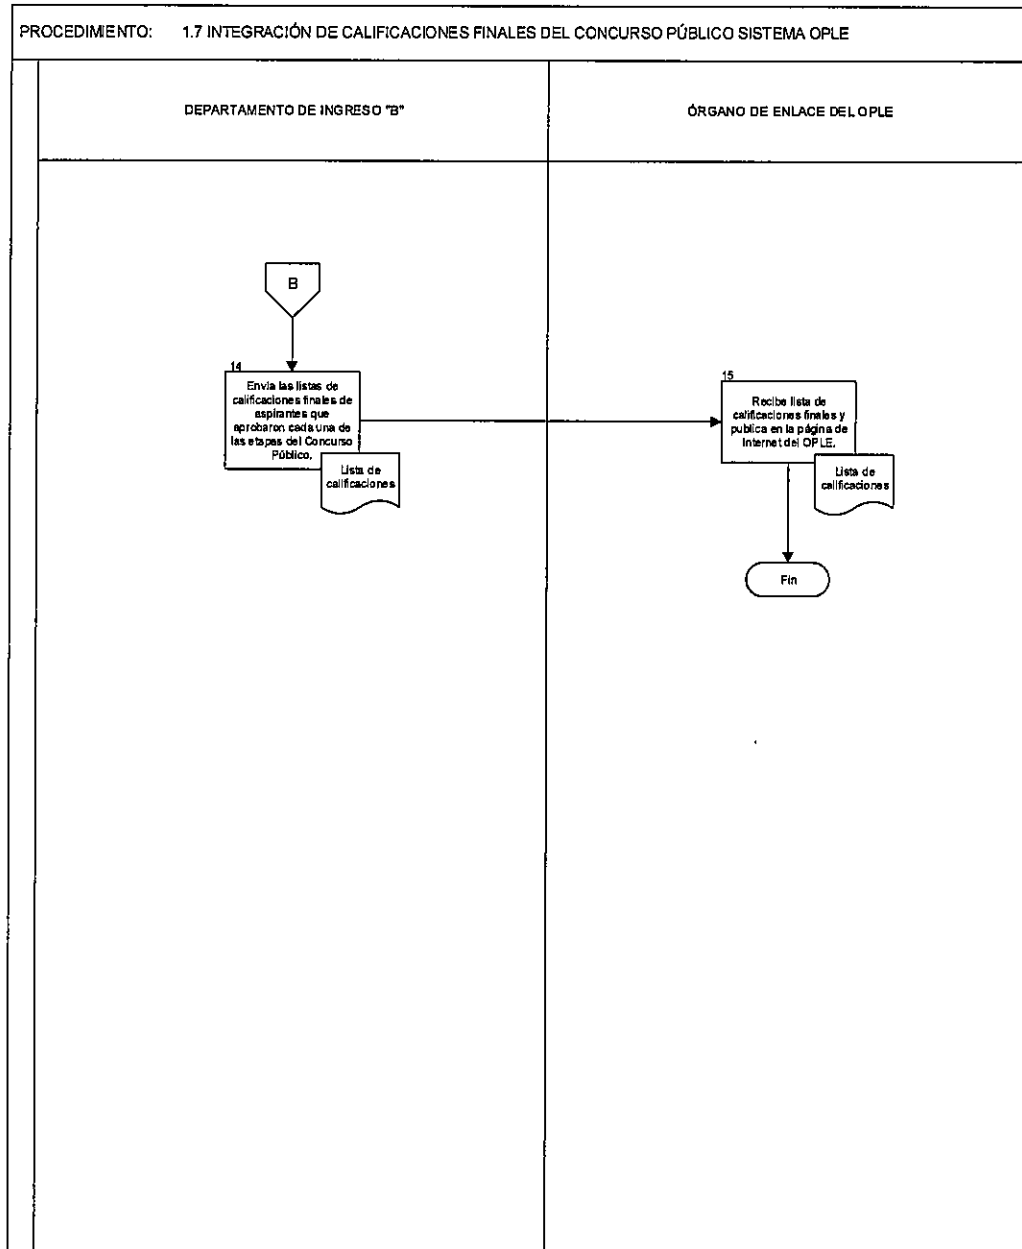 PROCEDIMIENTO: 1.7 INTEGRACIÓN DE CALIFICACIONES FINALES DEL CONCURSO PÚBLICO SISTEMA OPLE
DEPARTAMENTO DE INGRESO "B"
ÓRGANO DE ENLACE DEL OPLE
B
14
Envía las listas de
calificaciones finales de
aspirantes que
aprobaron cada una de
las etapas del Concurso
Público.
Lista de
calificaciones
15
Recibe lista de
calificaciones finales y
publica en la página de
Internet del OPLE.
Lista de
calificaciones
Fin